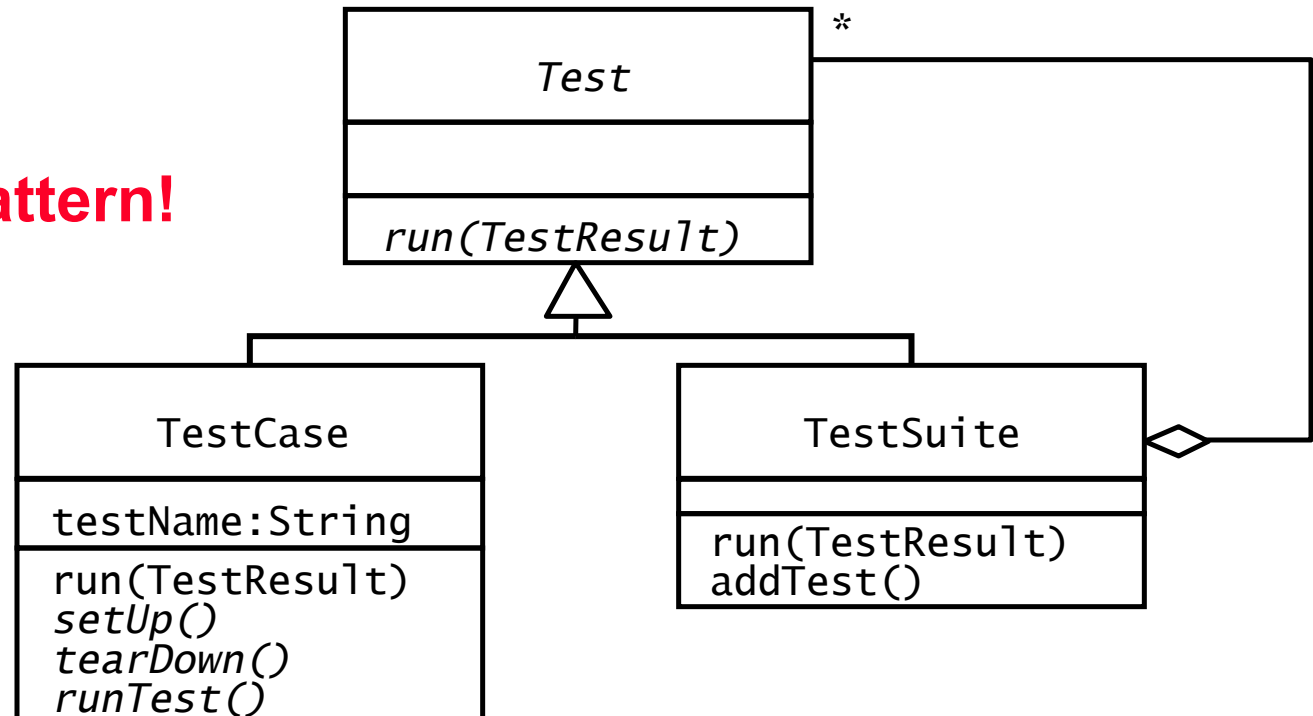 *
Test
attern!
run(TestResult)
TestCase
testName:String
run(TestResult)
setUp()
tearDown()
runTest()
TestSuite
run(TestResult)
addTest()